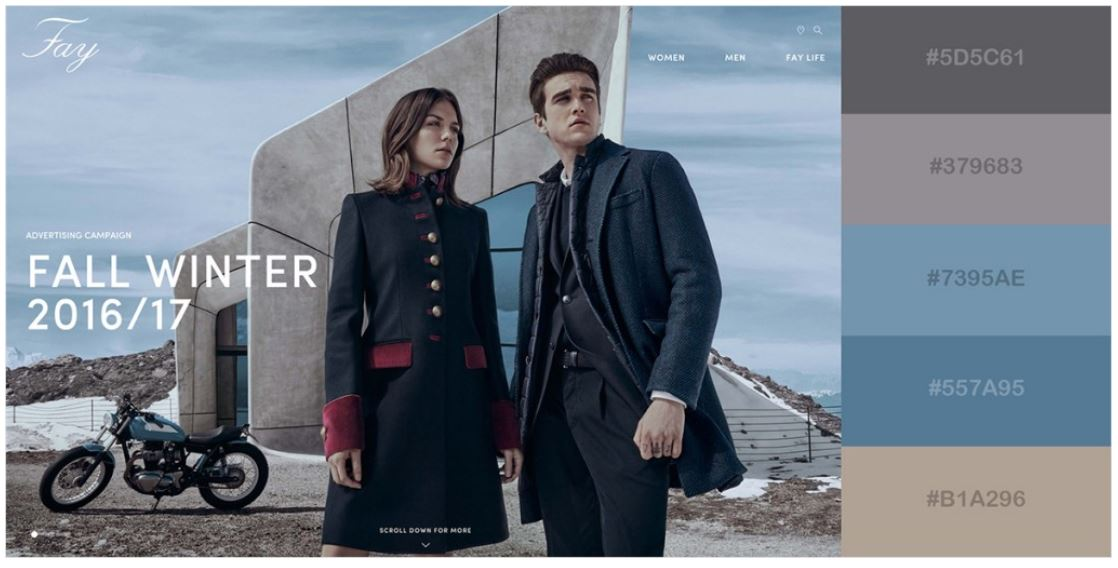 Fay
WOMEN MEN FAY LIFE
ADVERTISING CAMPAIGN
FALL WINTER
2016/17
SCROLL DOWN FOR MORE
#5D5C61
#379683
#7395AE
#557A95
#B1A296